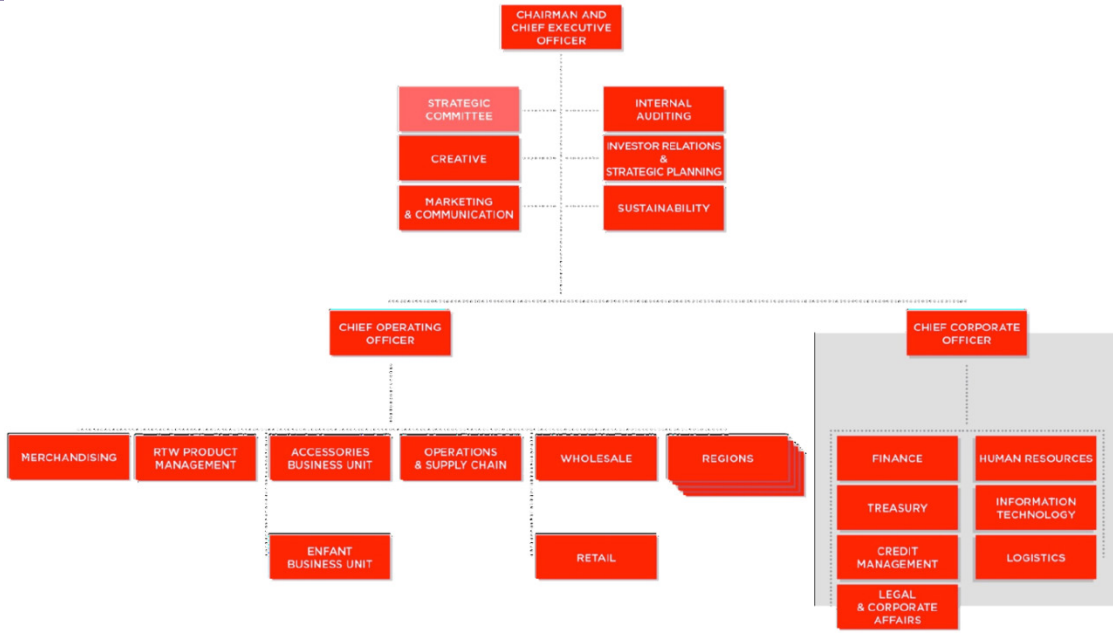 CHAIRMAN AND
CHIEF EXECUTIVE
OFFICER
STRATEGIC
COMMITTEE
INTERNAL
AUDITING
CREATIVE
INVESTOR RELATIONS
&
STRATEGIC PLANNING
MARKETING
& COMMUNICATION
SUSTAINABILITY
CHIEF OPERATING
OFFICER
CHIEF CORPORATE
OFFICER
MERCHANDISING
RTW PRODUCT
MANAGEMENT
ACCESSORIES
BUSINESS UNIT
OPERATIONS
& SUPPLY CHAIN
WHOLESALE
REGIONS
ENFANT
BUSINESS UNIT
RETAIL
FINANCE
HUMAN RESOURCES
TREASURY
INFORMATION
TECHNOLOGY
CREDIT
MANAGEMENT
LOGISTICS
LEGAL
& CORPORATE
AFFAIRS